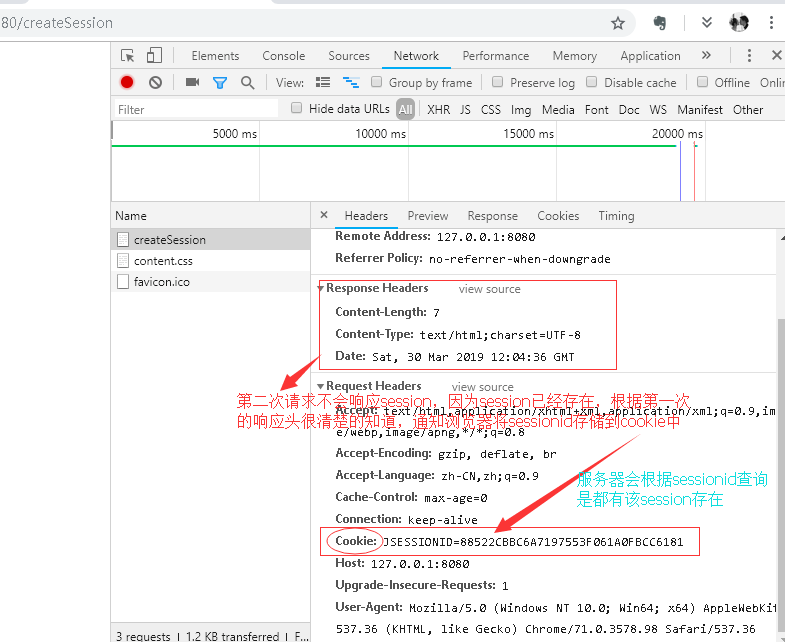 80/createSession
Elements Console Sources Network Performance Memory Application »
View: Group by frame Preserve log Disable cache Offline Onlin
Filter Hide data URLs All XHR JS CSS Img Media Font Doc WS Manifest Other
5000 ms 10000 ms 15000 ms 20000 ms
Name × Headers Preview Response Cookies Timing
createSession
content.css
favicon.ico
Remote Address: 127.0.0.1:8080
Referrer Policy: no-referrer-when-downgrade
Response Headers view source
Content-Length: 7
Content-Type: text/html;charset=UTF-8
Date: Sat, 30 Mar 2019 12:04:36 GMT
Request Headers view source
第二次请求不会响应session，因为session已经存在，根据第一次
的响应头很清楚的知道，通知浏览器将sessionid存储到cookie中
Accept: text/html,application/xhtml+xml,application/xml;q=0.9,im
e/webp,image/apng,*/*;q=0.8
Accept-Encoding: gzip, deflate, br
Accept-Language: zh-CN,zh;q=0.9
服务器会根据sessionid查询
是都有该session存在
Cache-Control: max-age=0
Connection: keep-alive
Cookie: JSESSIONID=88522CBBC6A7197553F061A0FBCC6181
Host: 127.0.0.1:8080
Upgrade-Insecure-Requests: 1
User-Agent: Mozilla/5.0 (Windows NT 10.0; Win64; x64) AppleWebKit
537.36 (KHTML, like Gecko) Chrome/71.0.3578.98 Safari/537.36
3 requests | 1.2 KB transferred | F...